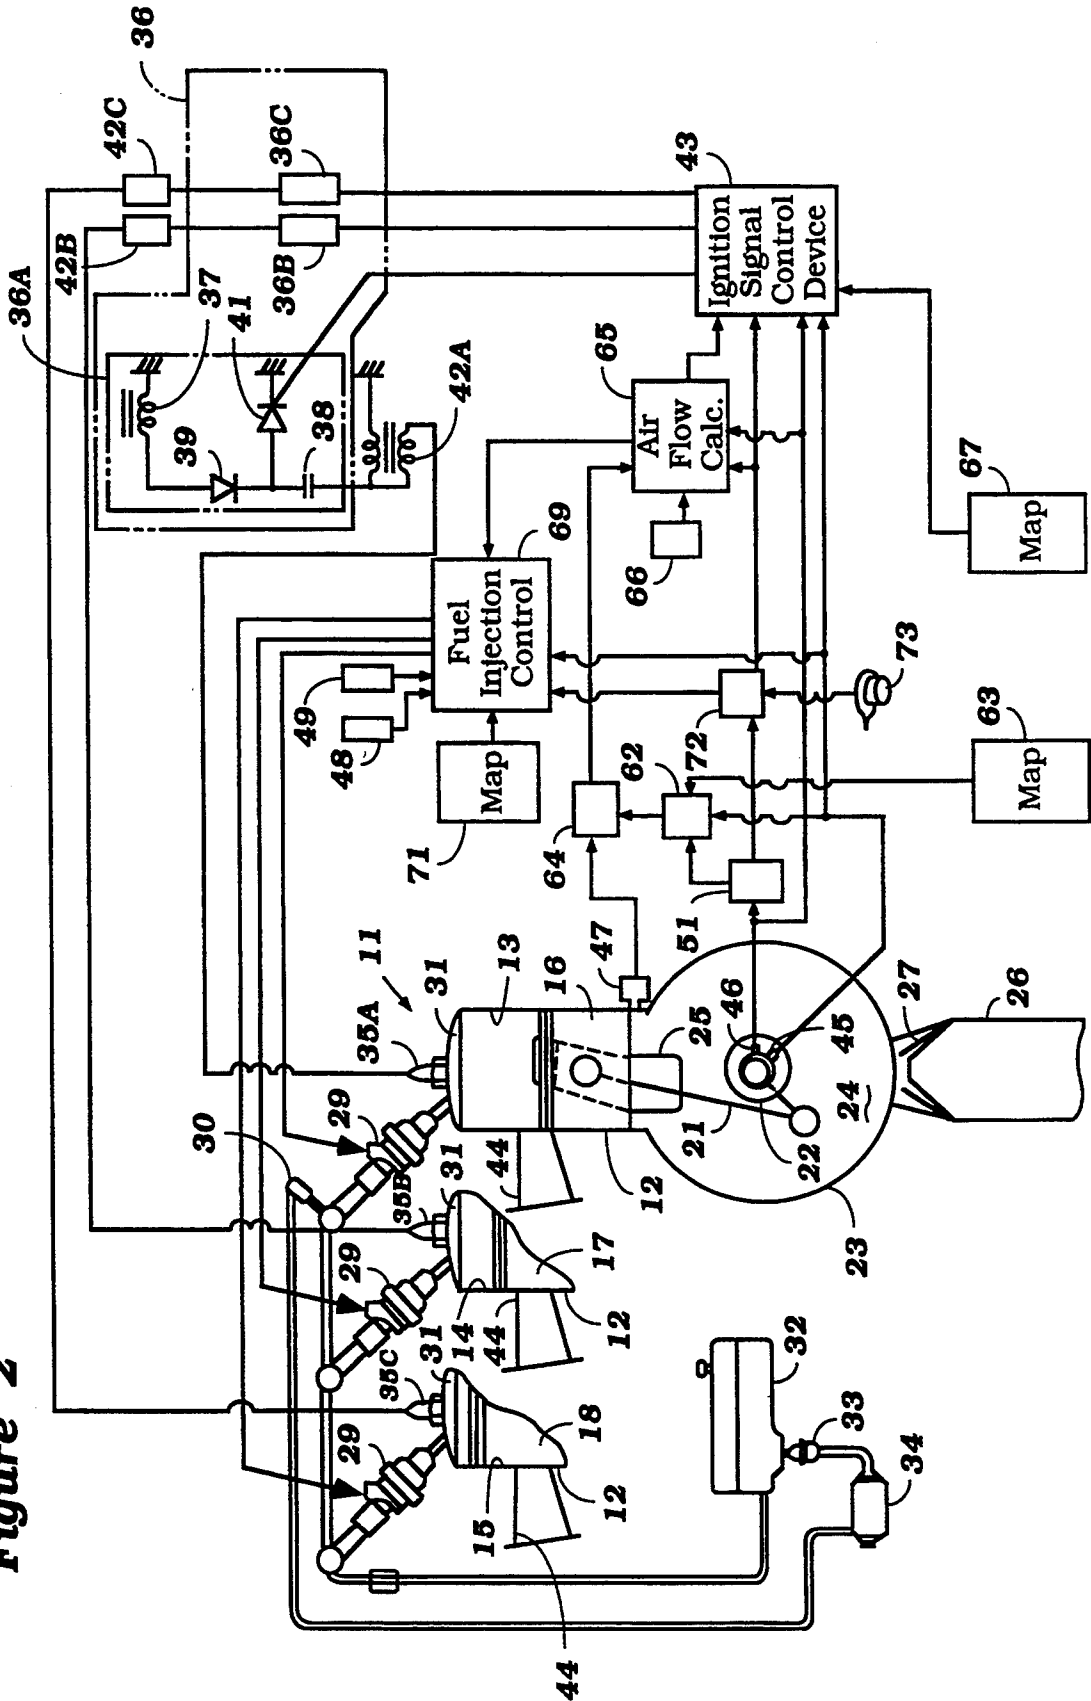 Figure 2
36
42C
36C
43
42B
36B
36A
37
41
39
38
42A
Ignition
Signal
Control
Device
65
Air
Flow
Calc.
66
67
Map
69
Fuel
Injection
Control
49
48
71
Map
73
72
62
63
Map
64
51
47
11
13
31
35A
16
46
45
25
27
26
24
22
21
23
12
44
29
30
35B
31
17
14
44
12
29
35C
31
18
15
12
44
29
32
33
34